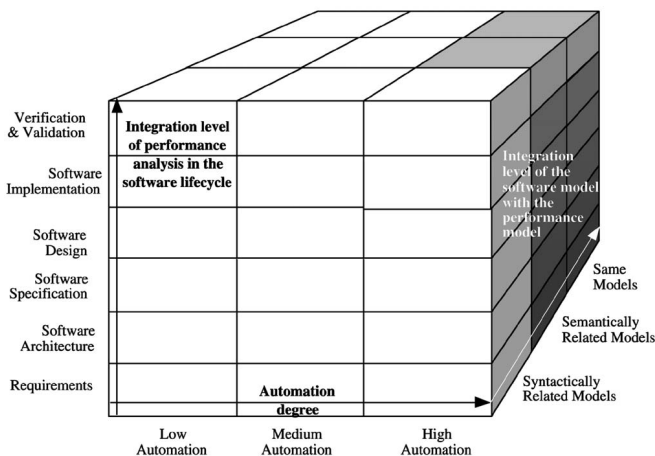 Verification
& Validation
Integration level
of performance
analysis in the
software lifecycle
Integration
level of the
software model
with the
performance
model
Software
Implementation
Software
Design
Software
Specification
Software
Architecture
Requirements
Same
Models
Semantically
Related Models
Syntactically
Related Models
Automation
degree
Low
Automation
Medium
Automation
High
Automation